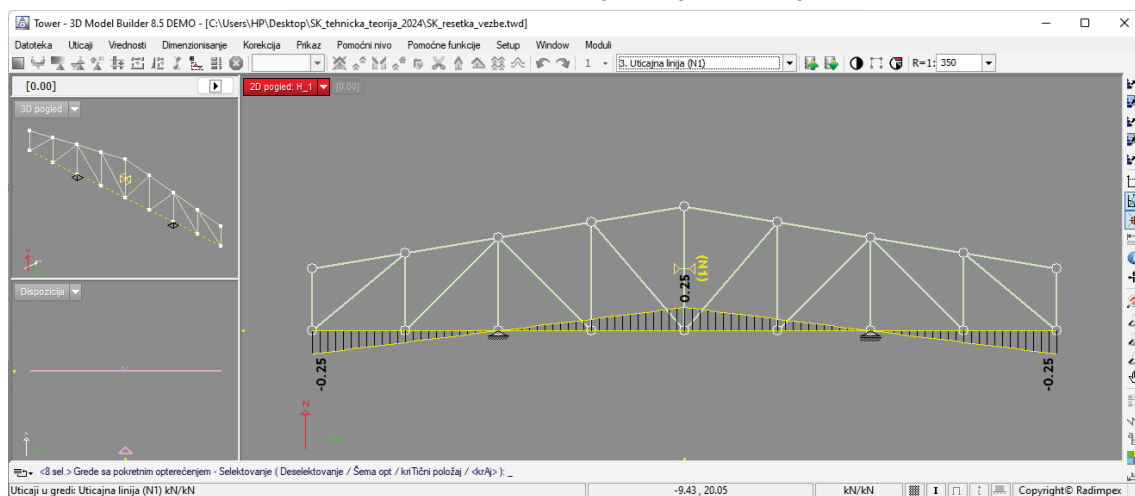 Tower - 3D Model Builder 8.5 DEMO - [C:\Users\HP\Desktop\SK_tehnicka_teorija_2024\SK_resetka_vezbe.twd]
Datoteka Uticaji Vrednosti Dimenzionisanje Korekcija Prikaz Pomoćni nivo Pomoćne funkcije Setup Window Moduli
1 3. Uticajna linija (N1) R=1: 350
[0.00] 2D pogled: H_1 [0.00]
3D pogled
(N1)
0.25
Dispozicija
-0.25 -0.25
<8 sel.> Grede sa pokretnim opterećenjem - Selektovanje ( Deselektovanje / Šema opt / kriTični položaj / <krAj> ): _
Uticaji u gredi: Uticajna linija (N1) kN/kN -9.43 , 20.05 kN/kN Copyright© Radimpex